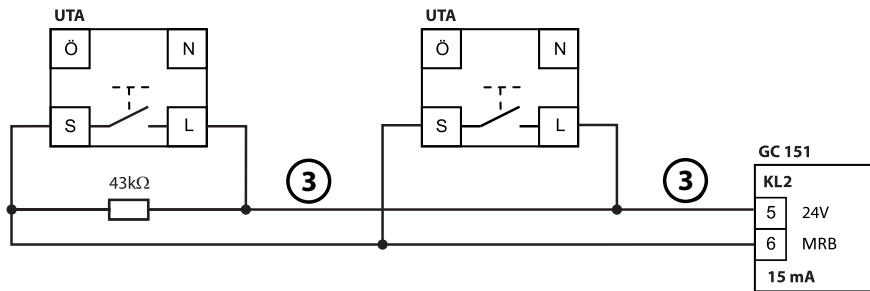 UTA
Ö N
S L
UTA
Ö N
S L
43kΩ
3
3
GC 151
KL2
5 24V
6 MRB
15 mA